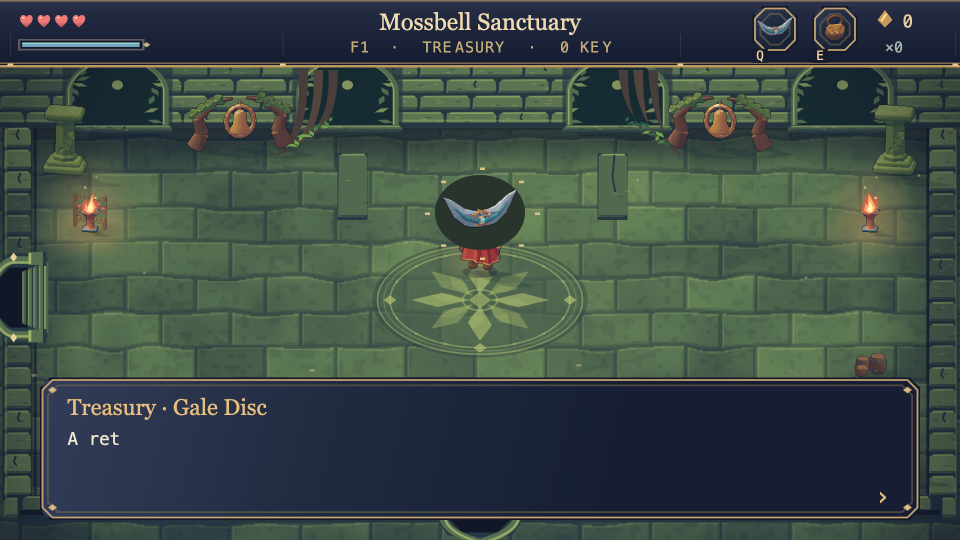 Mossbell Sanctuary
F1 · TREASURY · 0 KEY
Q
E
0
×0
Treasury · Gale Disc
A ret